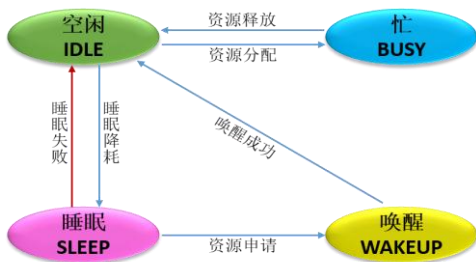 空闲
IDLE
资源释放
资源分配
忙
BUSY
睡眠失败
睡眠降耗
唤醒成功
睡眠
SLEEP
资源申请
唤醒
WAKEUP